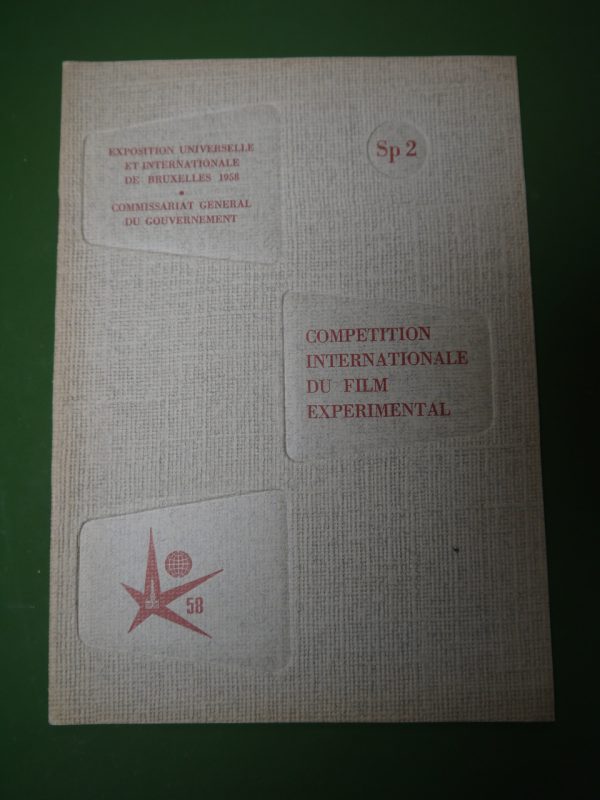 EXPOSITION UNIVERSELLE
ET INTERNATIONALE
DE BRUXELLES 1958
•
COMMISSARIAT GENERAL
DU GOUVERNEMENT
Sp 2
COMPETITION
INTERNATIONALE
DU FILM
EXPERIMENTAL
58